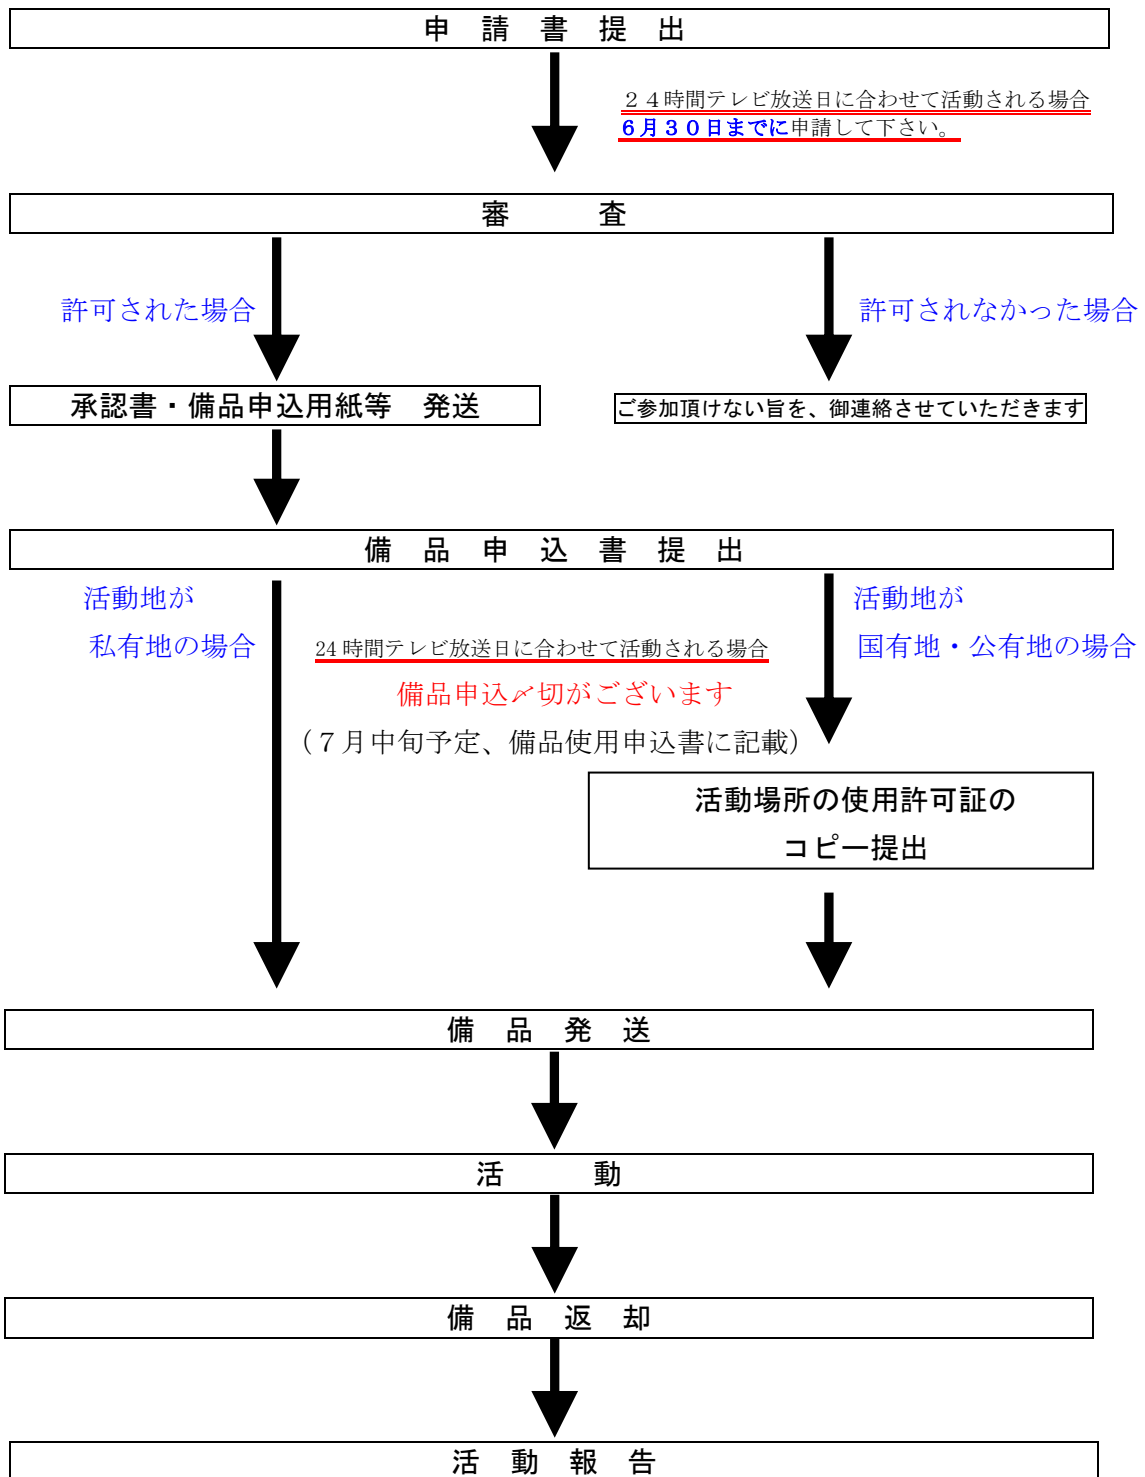 申　請　書　提　出
２４時間テレビ放送日に合わせて活動される場合
６月３０日までに申請して下さい。
審　　　査
許可された場合
許可されなかった場合
承認書・備品申込用紙等　発送
ご参加頂けない旨を、御連絡させていただきます
備　品　申　込　書　提　出
活動地が
私有地の場合
24時間テレビ放送日に合わせて活動される場合
備品申込〆切がございます
（７月中旬予定、備品使用申込書に記載）
活動地が
国有地・公有地の場合
活動場所の使用許可証の
コピー提出
備　品　発　送
活　　　動
備　品　返　却
活　動　報　告